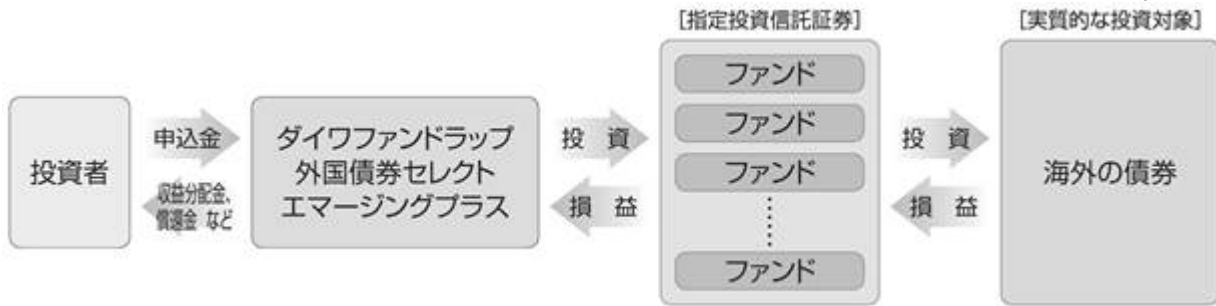 [指定投資信託証券]
[実質的な投資対象]
投資者
申込金
収益分配金、
償還金 など
ダイワファンドラップ
外国債券セレクト
エマージングプラス
投 資
損 益
ファンド
ファンド
ファンド
ファンド
投 資
損 益
海外の債券